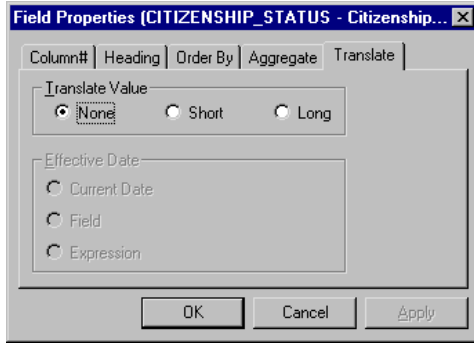 Field Properties (CITIZENSHIP_STATUS - Citizenship...
Column# Heading Order By Aggregate Translate
Translate Value
None Short Long
Effective Date
Current Date
Field
Expression
OK Cancel Apply